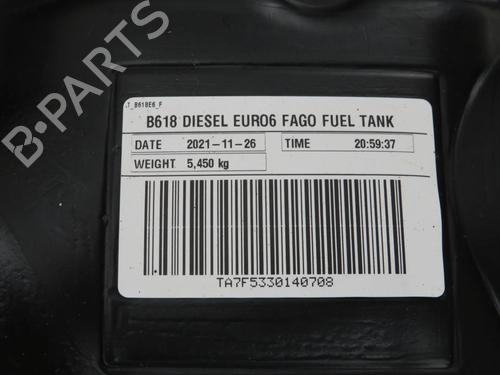 LT_B618E6_F
B618 DIESEL EURO6 FAGO FUEL TANK
DATE 2021-11-26 TIME 20:59:37
WEIGHT 5,450 kg
TA7F5330140708
B-PARTS